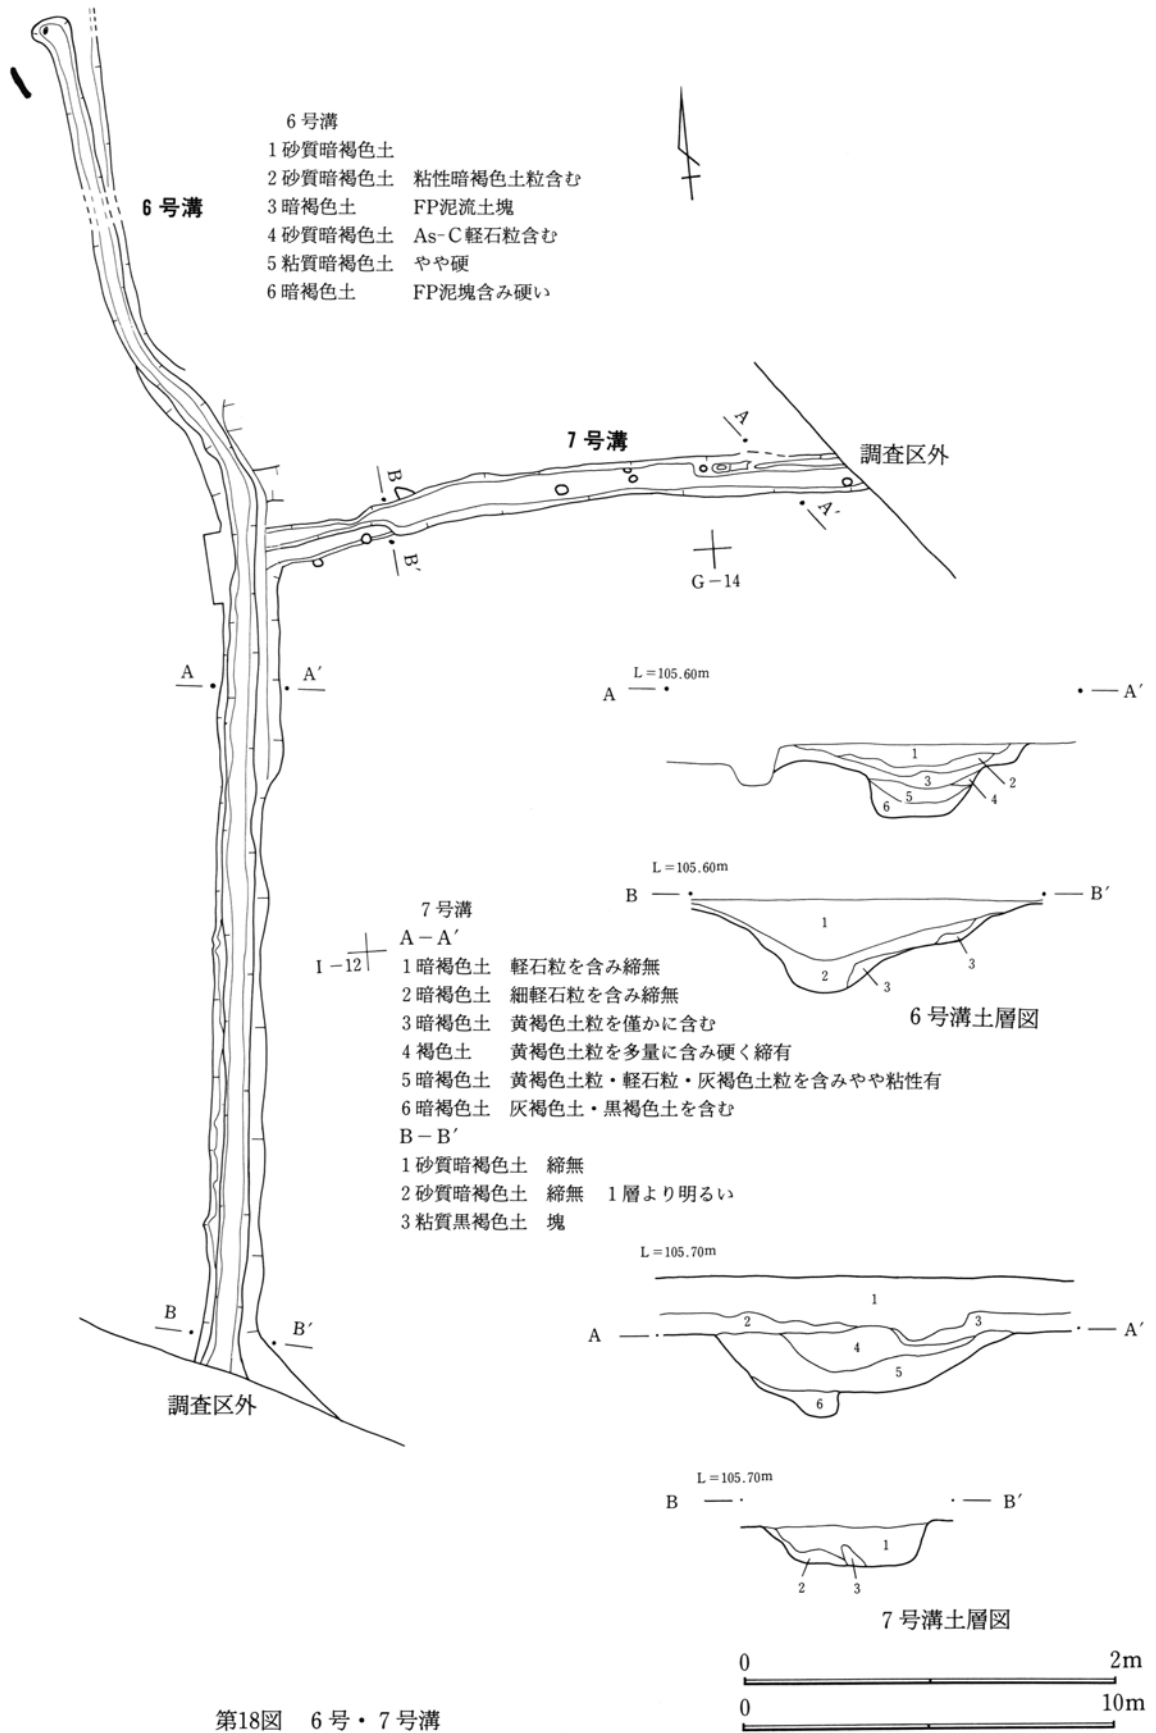 6号溝
1砂質暗褐色土
2砂質暗褐色土 粘性暗褐色土粒含む
3暗褐色土 FP泥流土塊
4砂質暗褐色土 As-C軽石粒含む
5粘質暗褐色土 やや硬
6暗褐色土 FP泥塊含み硬い
6号溝
7号溝
A
調査区外
B
A′
B′
G-14
A
A′
L=105.60m
A
A′
1
2
3
4
5
6
L=105.60m
B
B′
1
2
3
3
6号溝土層図
I-12
7号溝
A-A′
1暗褐色土 軽石粒を含み締無
2暗褐色土 細軽石粒を含み締無
3暗褐色土 黄褐色土粒を僅かに含む
4褐色土 黄褐色土粒を多量に含み硬く締有
5暗褐色土 黄褐色土粒・軽石粒・灰褐色土粒を含みやや粘性有
6暗褐色土 灰褐色土・黒褐色土を含む
B-B′
1砂質暗褐色土 締無
2砂質暗褐色土 締無 1層より明るい
3粘質黒褐色土 塊
L=105.70m
1
2
3
A
A′
4
5
6
B
B′
調査区外
L=105.70m
B
B′
1
2
3
7号溝土層図
0 2m
0 10m
第18図 6号・7号溝